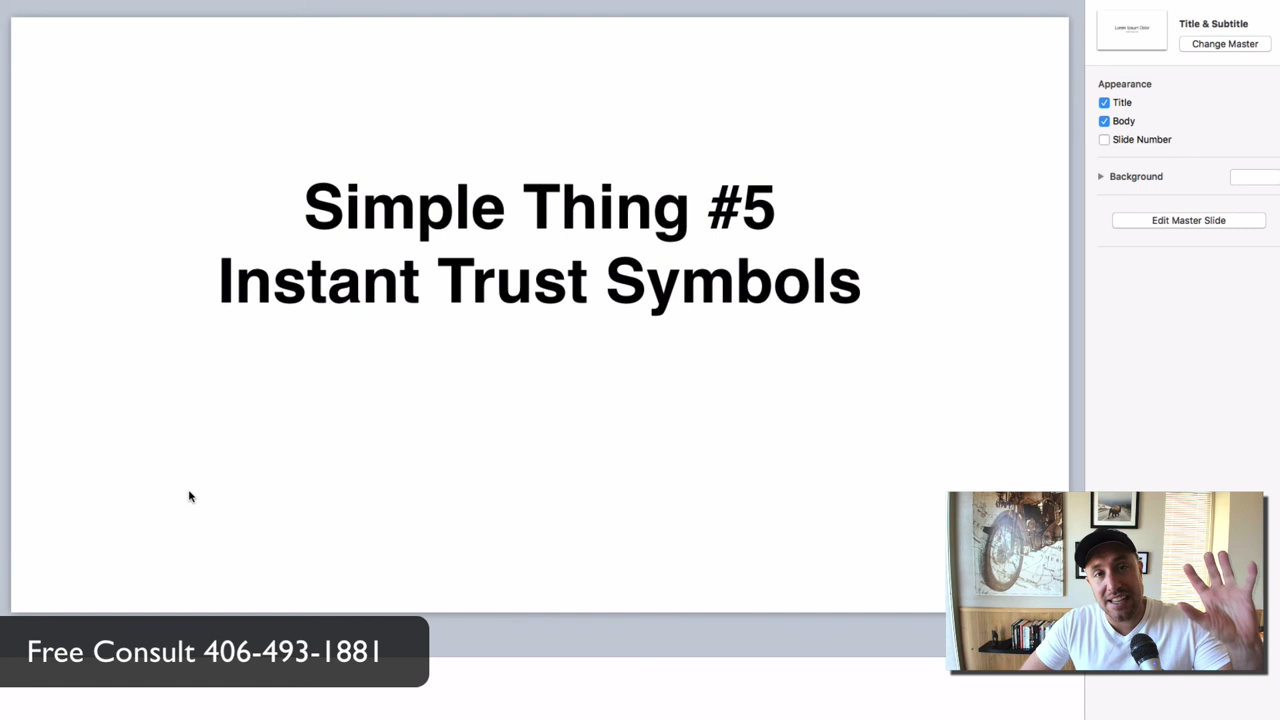 Simple Thing #5
Instant Trust Symbols
Free Consult 406-493-1881
Title & Subtitle
Change Master
Appearance
Title
Body
Slide Number
Background
Edit Master Slide